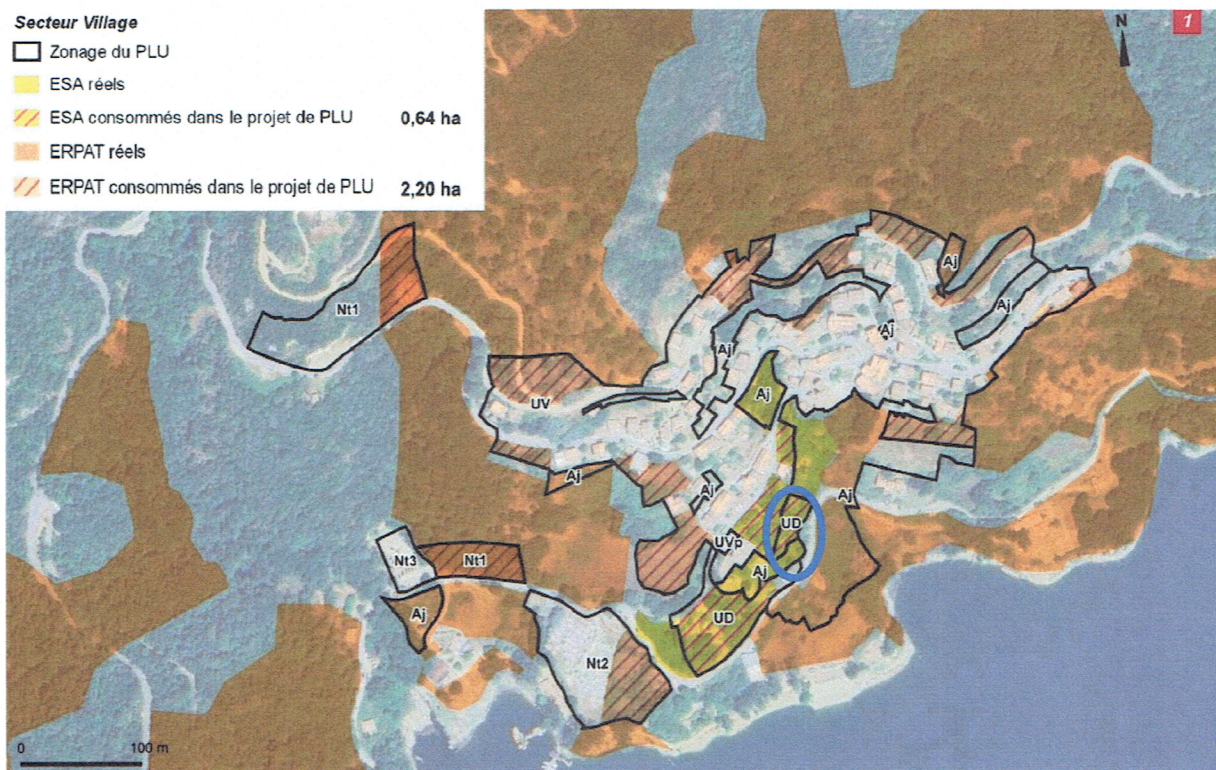 Secteur Village
Zonage du PLU
ESA réels
ESA consommés dans le projet de PLU 0,64 ha
ERPAT réels
ERPAT consommés dans le projet de PLU 2,20 ha
1
N
Aj
Nt1
Aj
Aj
Aj
Aj
UV
Aj
Aj
Aj
UD
UVp
Nt3
Nt1
Aj
Aj
UD
Nt2
0
100 m